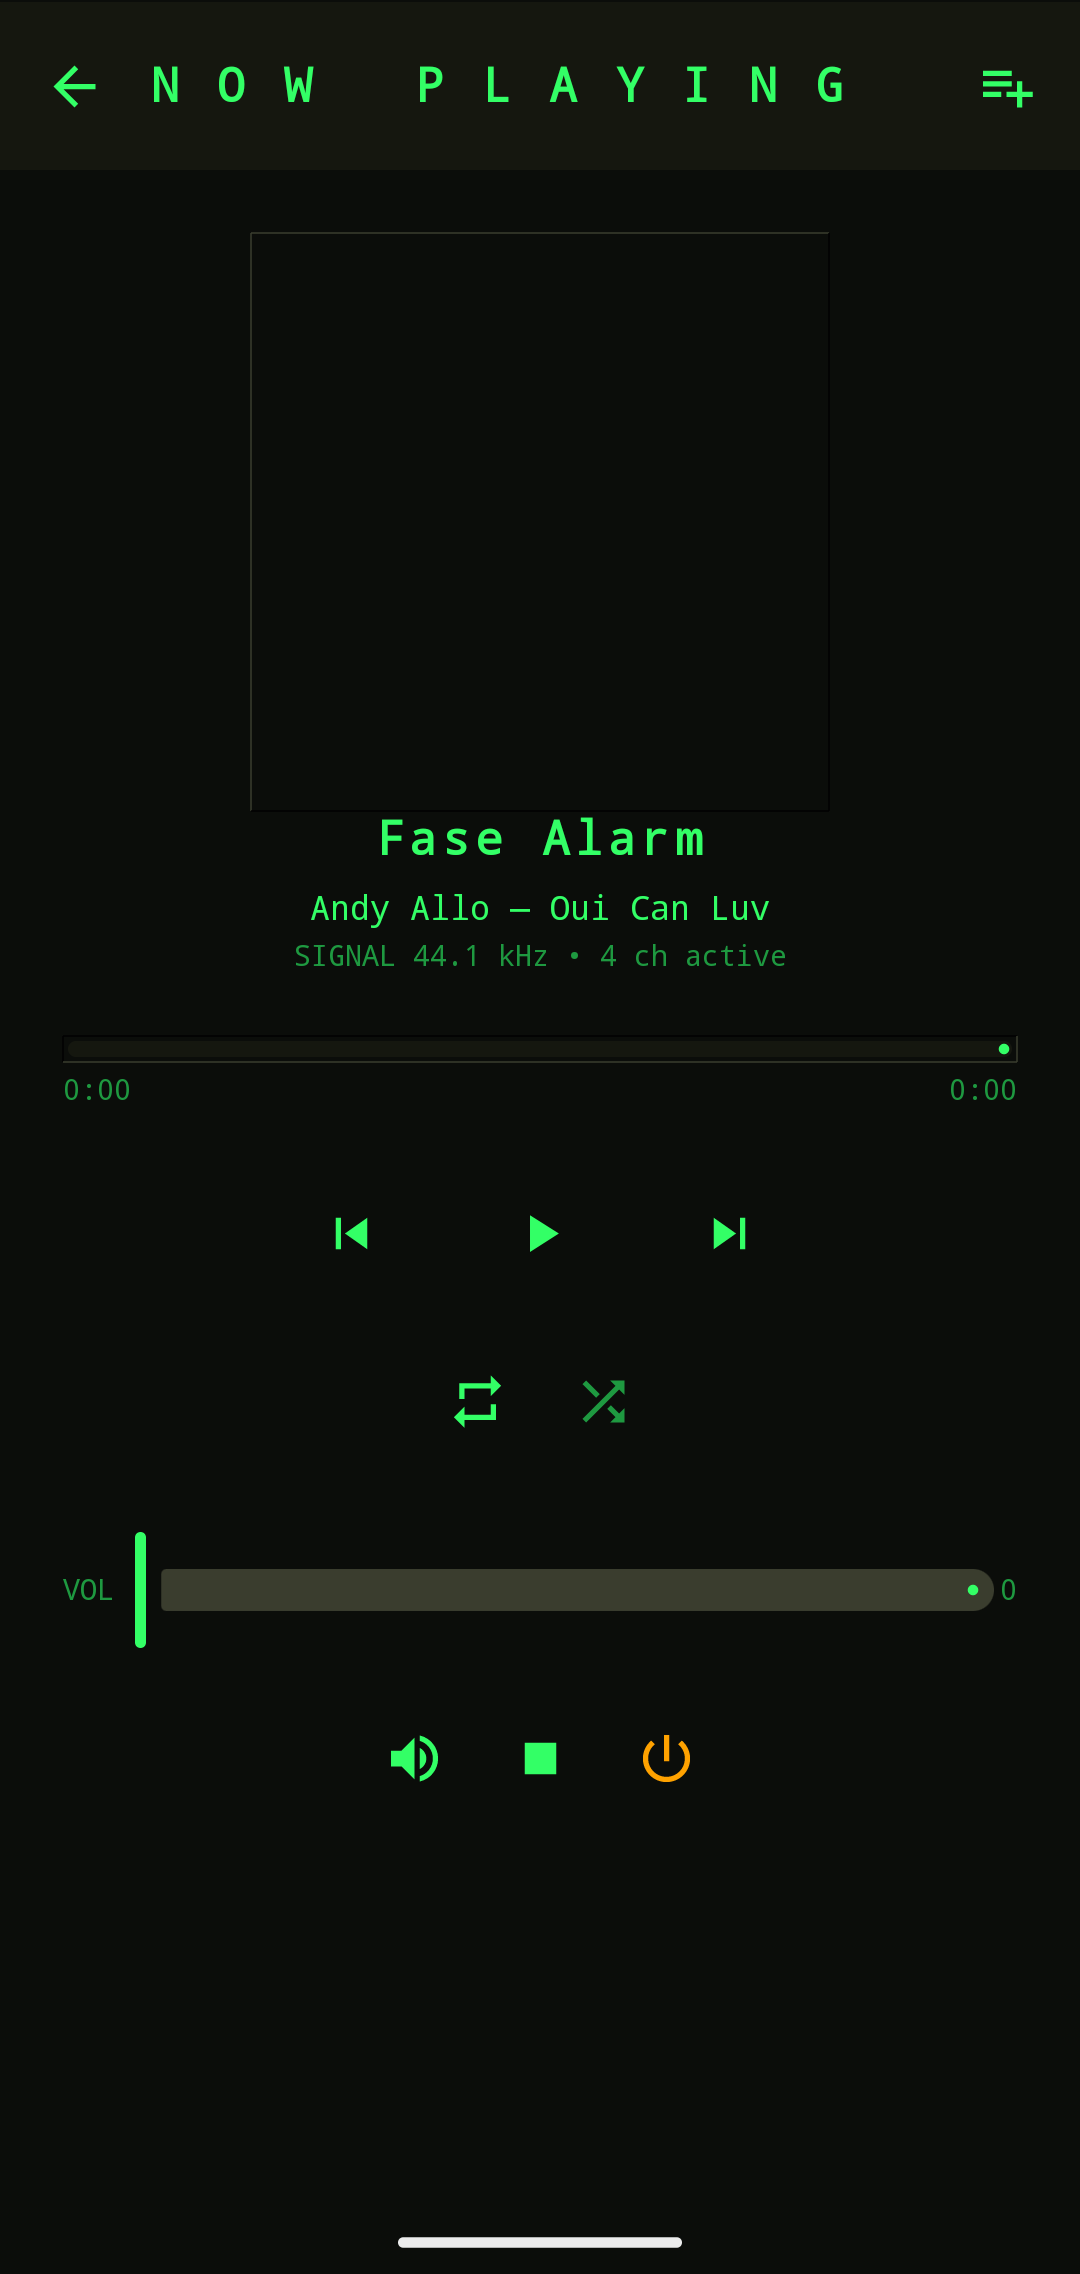 NOW PLAYING
Fase Alarm
Andy Allo — Oui Can Luv
SIGNAL 44.1 kHz • 4 ch active
0:00 0:00
VOL 0